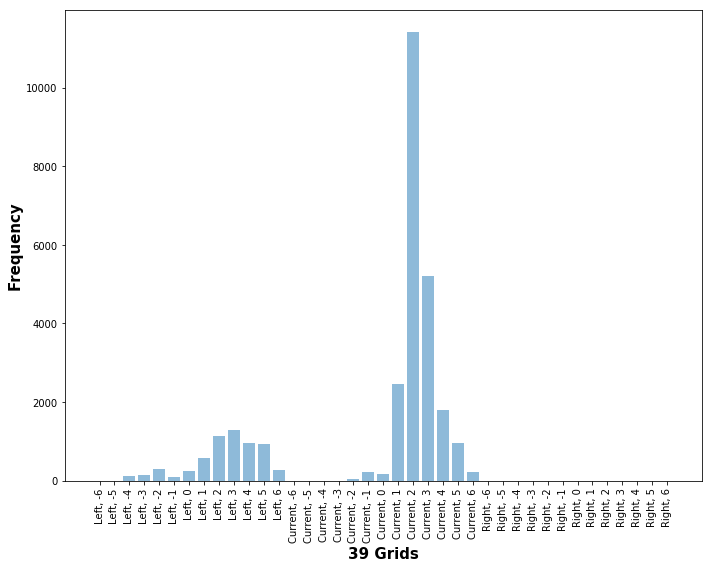 Frequency
10000
8000
6000
4000
2000
0
Left, -6
Left, -5
Left, -4
Left, -3
Left, -2
Left, -1
Left, 0
Left, 1
Left, 2
Left, 3
Left, 4
Left, 5
Left, 6
Current, -6
Current, -5
Current, -4
Current, -3
Current, -2
Current, -1
Current, 0
Current, 1
Current, 2
Current, 3
Current, 4
Current, 5
Current, 6
Right, -6
Right, -5
Right, -4
Right, -3
Right, -2
Right, -1
Right, 0
Right, 1
Right, 2
Right, 3
Right, 4
Right, 5
Right, 6
39 Grids